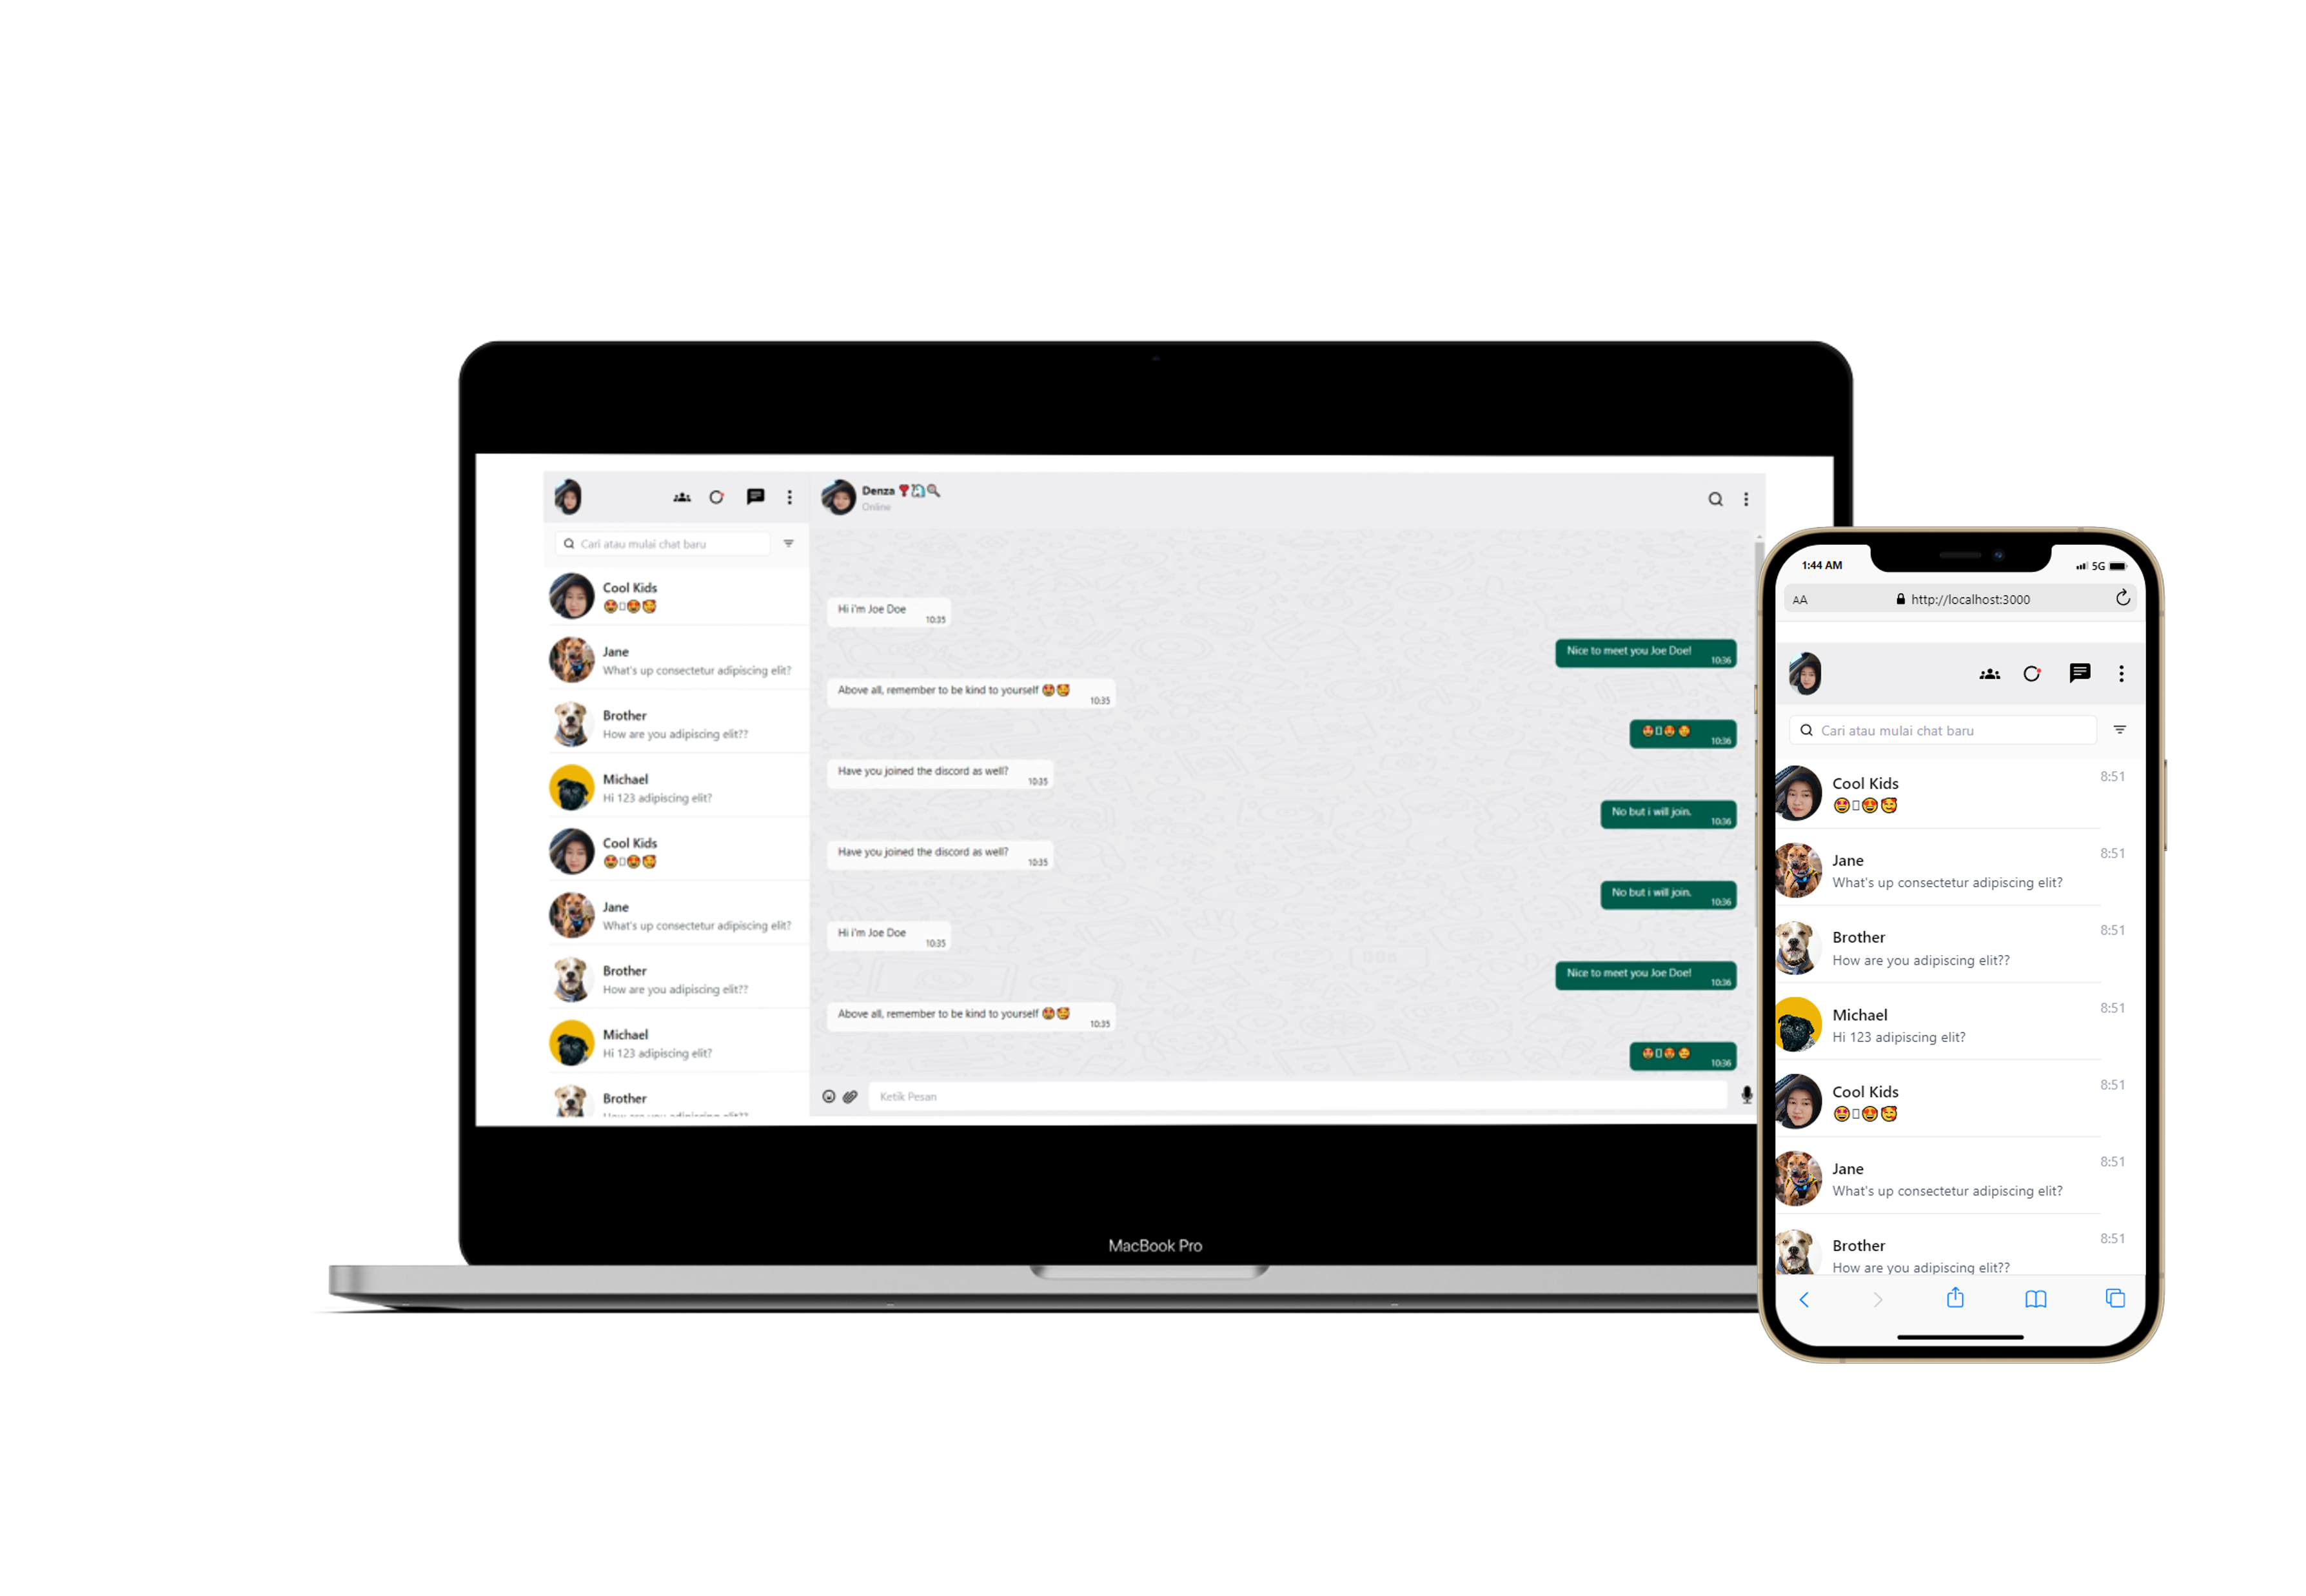 Denza
Online
Cari atau mulai chat baru
Cool Kids
Jane
What's up consectetur adipiscing elit?
Brother
How are you adipiscing elit??
Michael
Hi 123 adipiscing elit?
Cool Kids
Jane
What's up consectetur adipiscing elit?
Brother
How are you adipiscing elit??
Michael
Hi 123 adipiscing elit?
Brother
How are you adipiscing elit??
Hi i'm Joe Doe
10:35
Nice to meet you Joe Doe!
10:36
Above all, remember to be kind to yourself 🤩🥰
10:35
10:36
Have you joined the discord as well?
10:35
No but i will join.
10:36
Have you joined the discord as well?
10:35
No but i will join.
10:36
Hi i'm Joe Doe
10:35
Nice to meet you Joe Doe!
10:36
Above all, remember to be kind to yourself 🤩🥰
10:35
10:36
Ketik Pesan
MacBook Pro
1:44 AM
5G
AA
http://localhost:3000
Cari atau mulai chat baru
Cool Kids
8:51
Jane
8:51
What's up consectetur adipiscing elit?
Brother
8:51
How are you adipiscing elit??
Michael
8:51
Hi 123 adipiscing elit?
Cool Kids
8:51
Jane
8:51
What's up consectetur adipiscing elit?
Brother
8:51
How are you adipiscing elit??